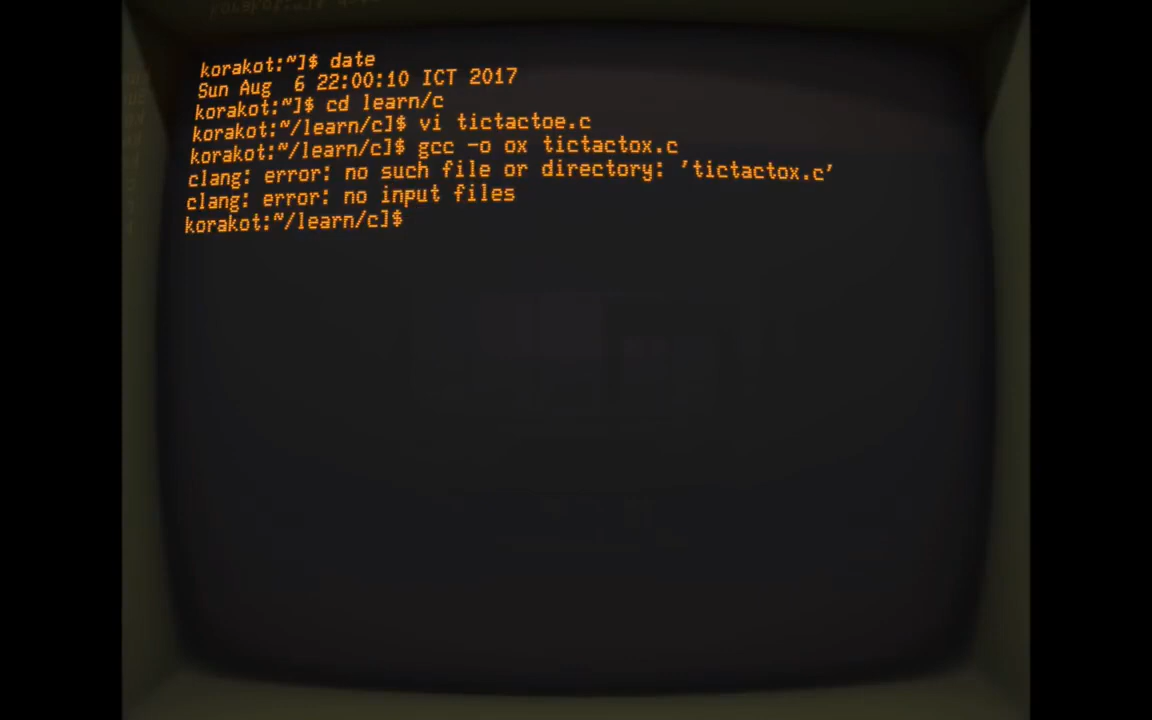 korakot:~]$ date
Sun Aug  6 22:00:10 ICT 2017
korakot:~]$ cd learn/c
korakot:~/learn/c]$ vi tictactoe.c
korakot:~/learn/c]$ gcc -o ox tictactox.c
clang: error: no such file or directory: 'tictactox.c'
clang: error: no input files
korakot:~/learn/c]$